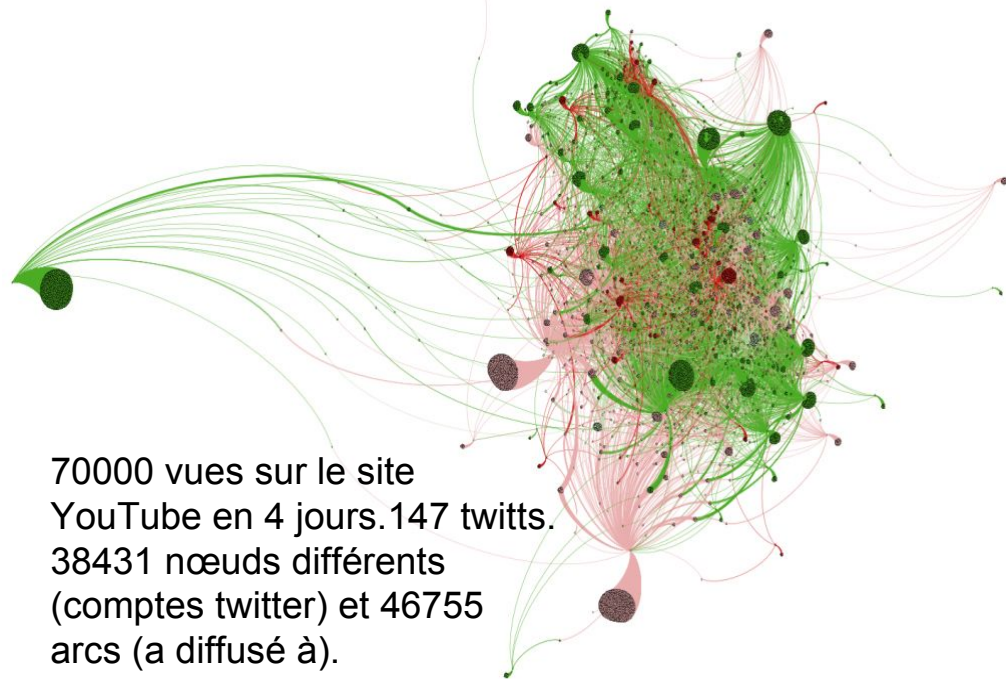 70000 vues sur le site
YouTube en 4 jours.147 twitts.
38431 nœuds différents
(comptes twitter) et 46755
arcs (a diffusé à).